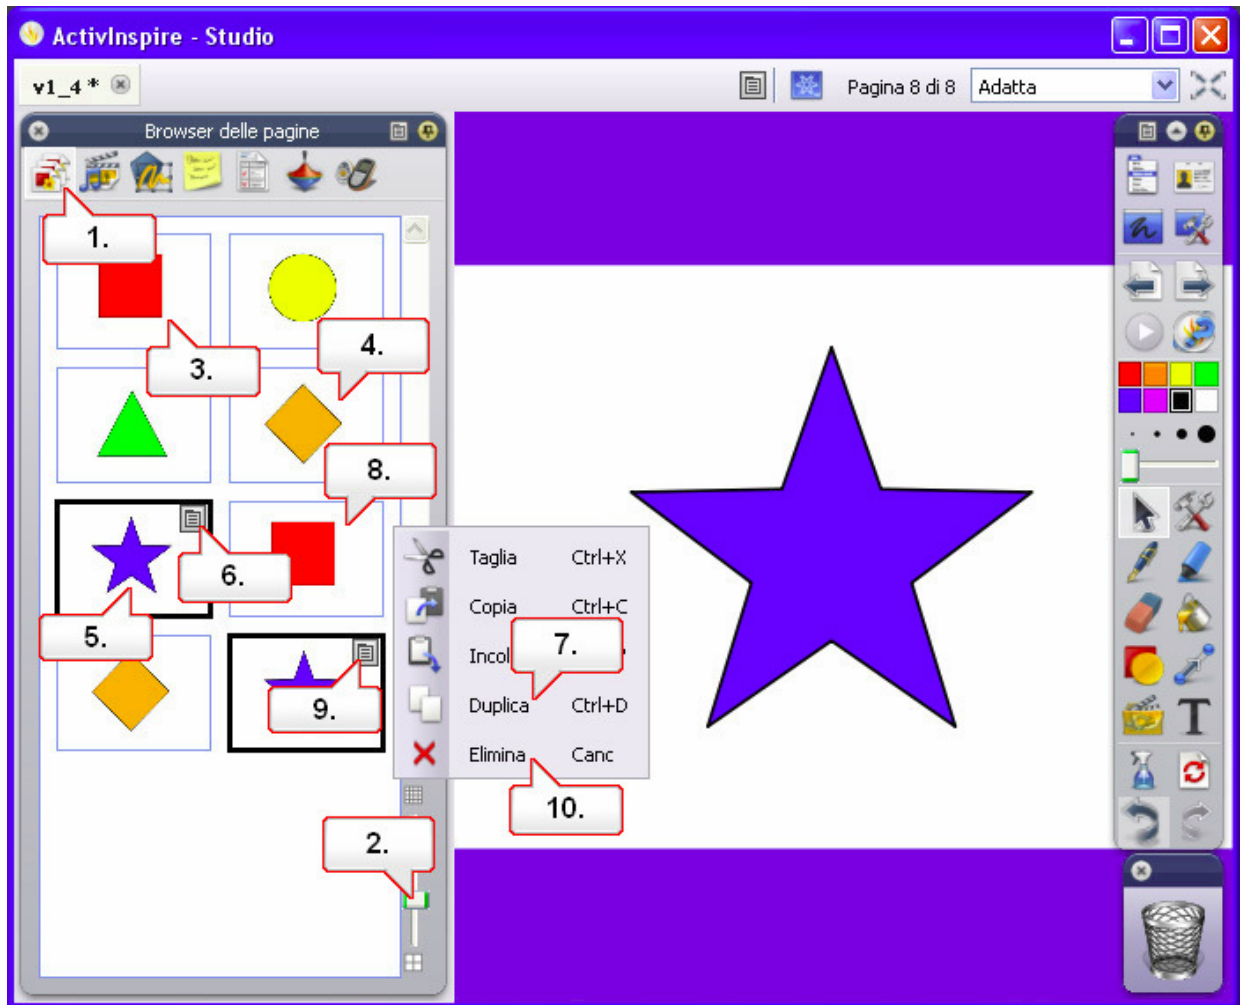 ActivInspire - Studio
v1_4 *
Pagina 8 di 8
Adatta
Browser delle pagine
1.
3.
4.
8.
6.
5.
9.
Taglia Ctrl+X
Copia Ctrl+C
Incol
7.
Duplica Ctrl+D
Elimina Canc
10.
2.
T